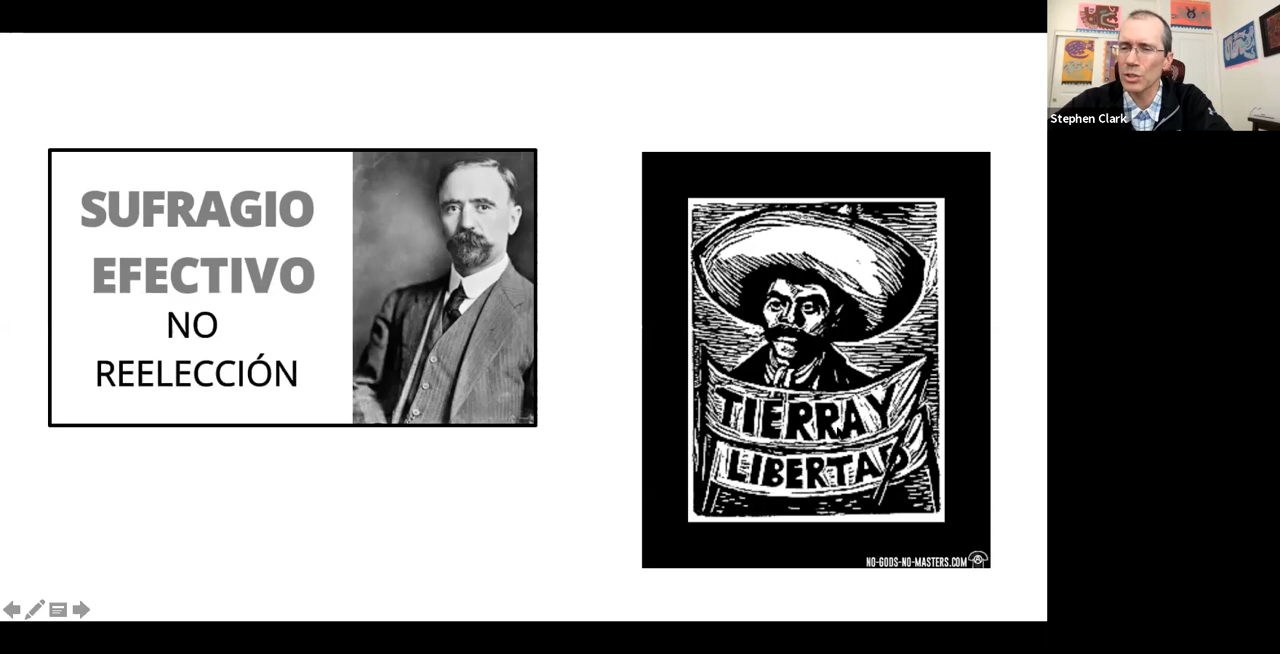 SUFRAGIO
EFECTIVO
NO
REELECCIÓN
TIERRA Y
LIBERTAD
NO-GODS-NO-MASTERS.COM
Stephen Clark